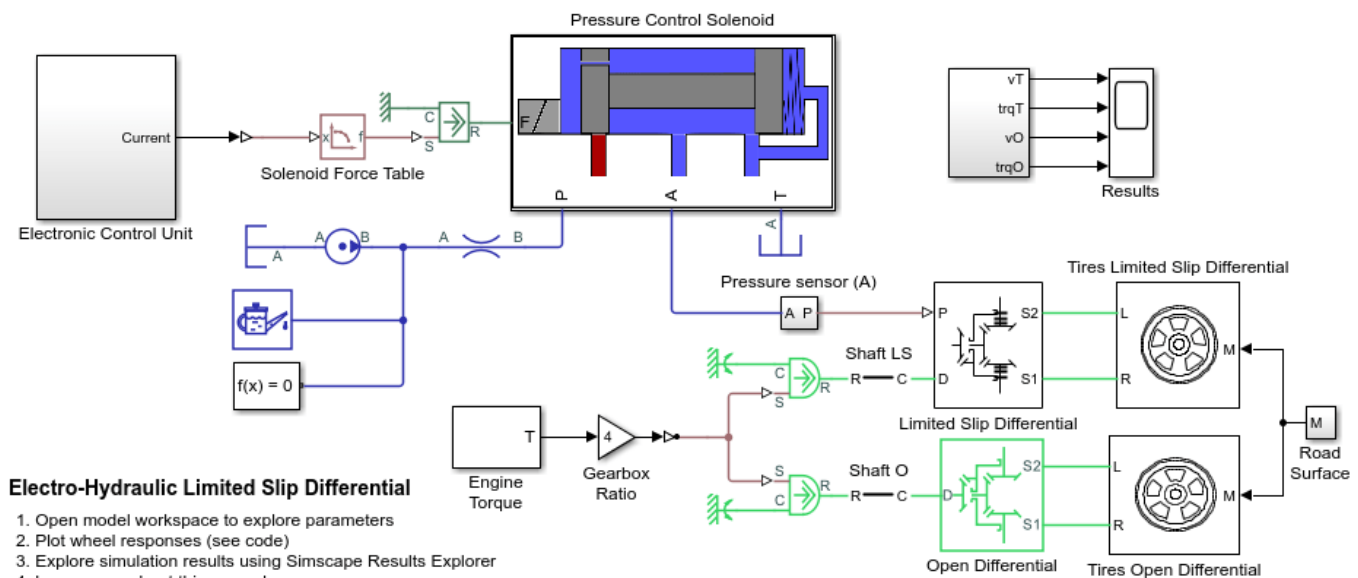 Pressure Control Solenoid
Current
Electronic Control Unit
x f
Solenoid Force Table
C
S
R
F
P
A
T
vT
trqT
vO
trqO
Results
A
A B
A B
A
f(x) = 0
Pressure sensor (A)
A P
P
S2
D
S1
Limited Slip Differential
Tires Limited Slip Differential
L
R
M
C
S
R
Shaft LS
R C
T
Engine
Torque
4
Gearbox
Ratio
S
C
R
Shaft O
R C
D
S2
S1
Open Differential
L
R
M
Tires Open Differential
M
Road
Surface
Electro-Hydraulic Limited Slip Differential
1. Open model workspace to explore parameters
2. Plot wheel responses (see code)
3. Explore simulation results using Simscape Results Explorer